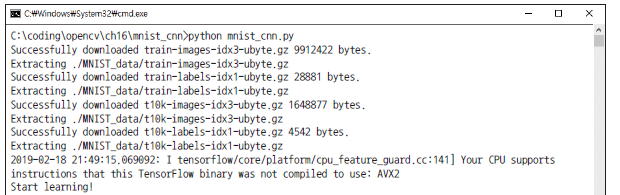 C:₩Windows₩System32₩cmd.exe
C:\coding\opencv\ch16\mnist_cnn>python mnist_cnn.py
Successfully downloaded train-images-idx3-ubyte.gz 9912422 bytes.
Extracting ./MNIST_data/train-images-idx3-ubyte.gz
Successfully downloaded train-labels-idx1-ubyte.gz 28881 bytes.
Extracting ./MNIST_data/train-labels-idx1-ubyte.gz
Successfully downloaded t10k-images-idx3-ubyte.gz 1648877 bytes.
Extracting ./MNIST_data/t10k-images-idx3-ubyte.gz
Successfully downloaded t10k-labels-idx1-ubyte.gz 4542 bytes.
Extracting ./MNIST_data/t10k-labels-idx1-ubyte.gz
2019-02-18 21:49:15.069092: I tensorflow/core/platform/cpu_feature_guard.cc:141] Your CPU supports
instructions that this TensorFlow binary was not compiled to use: AVX2
Start learning!